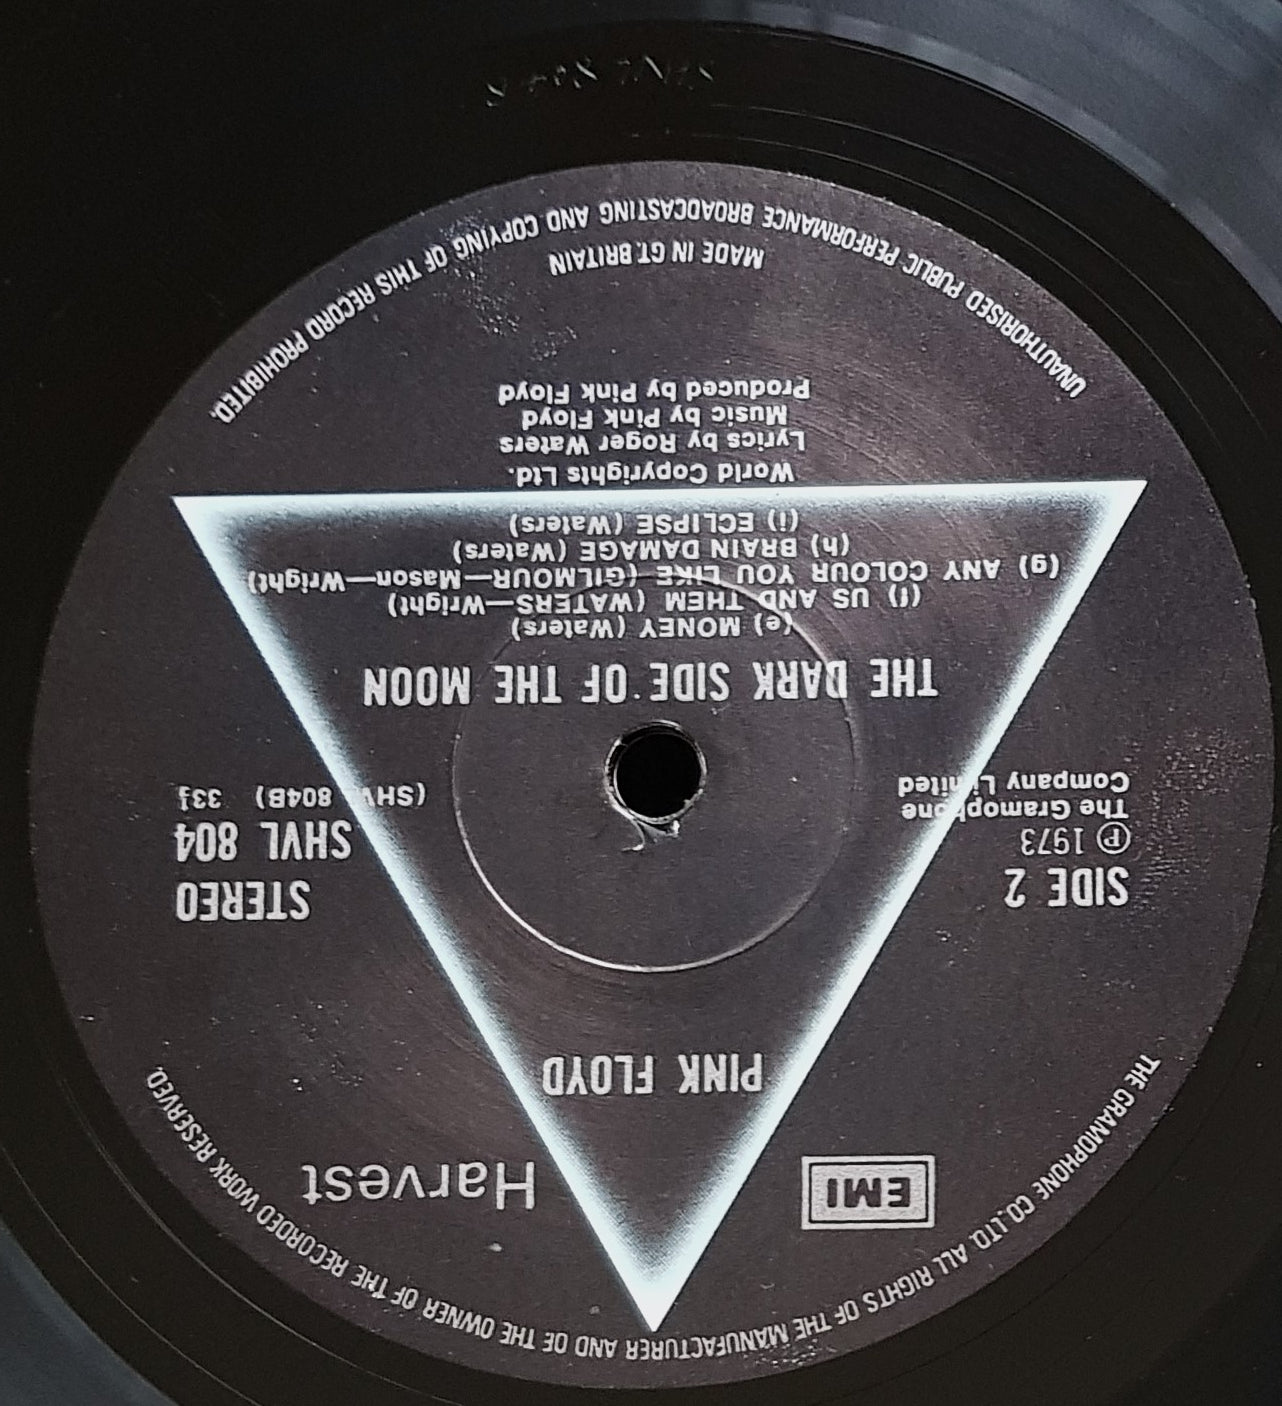 THE GRAMOPHONE CO. LTD. ALL RIGHTS OF THE MANUFACTURER AND OF THE OWNER OF THE RECORDED WORK RESERVED.
EMI
Harvest
PINK FLOYD
SIDE 2
℗ 1973
The Gramophone
Company Limited
STEREO
SHVL 804
(SHVL 804B) 33⅓
THE DARK SIDE OF THE MOON
(e) MONEY (Waters)
(f) US AND THEM (WATERS—Wright)
(g) ANY COLOUR YOU LIKE (GILMOUR—Mason—Wright)
(h) BRAIN DAMAGE (Waters)
(i) ECLIPSE (Waters)
World Copyrights Ltd.
Lyrics by Roger Waters
Music by Pink Floyd
Produced by Pink Floyd
MADE IN GT. BRITAIN
UNAUTHORISED PUBLIC PERFORMANCE BROADCASTING AND COPYING OF THIS RECORD PROHIBITED.